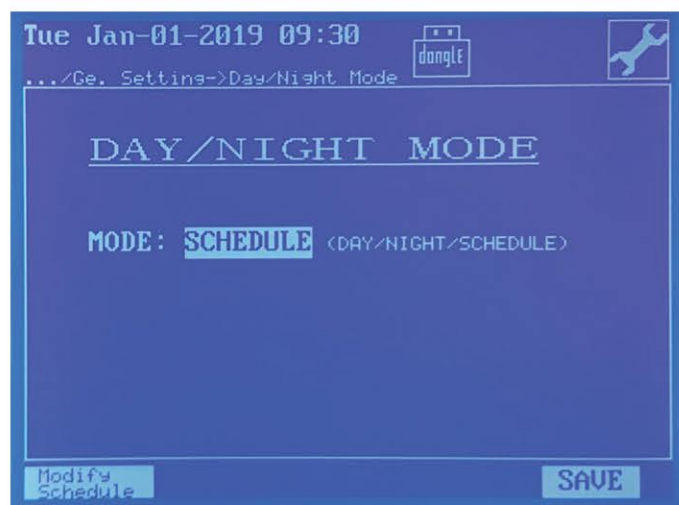 Tue Jan-01-2019 09:30
dongle
.../Ge. Setting->Day/Night Mode
DAY/NIGHT MODE
MODE: SCHEDULE (DAY/NIGHT/SCHEDULE)
Modify
Schedule
SAVE